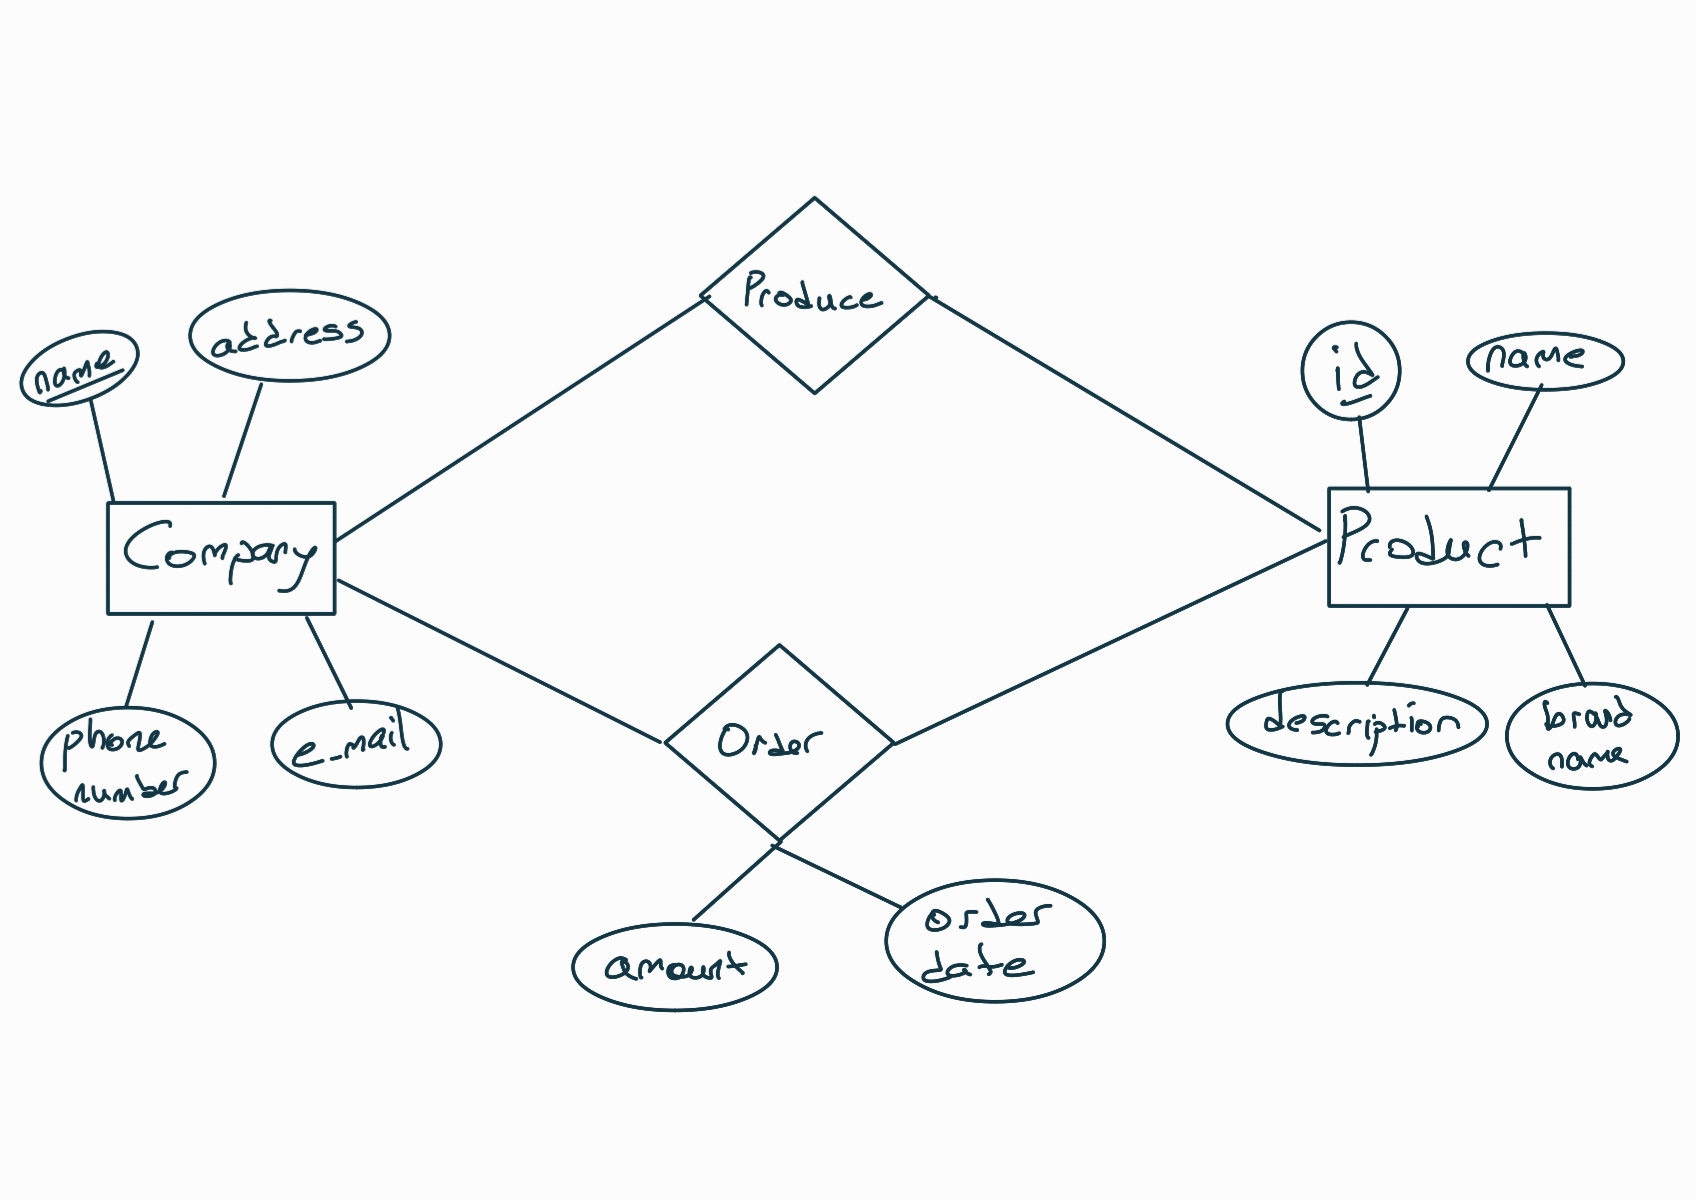 Produce
name
address
Company
phone
number
e_mail
id
name
Product
description
brand
name
Order
amount
order
date